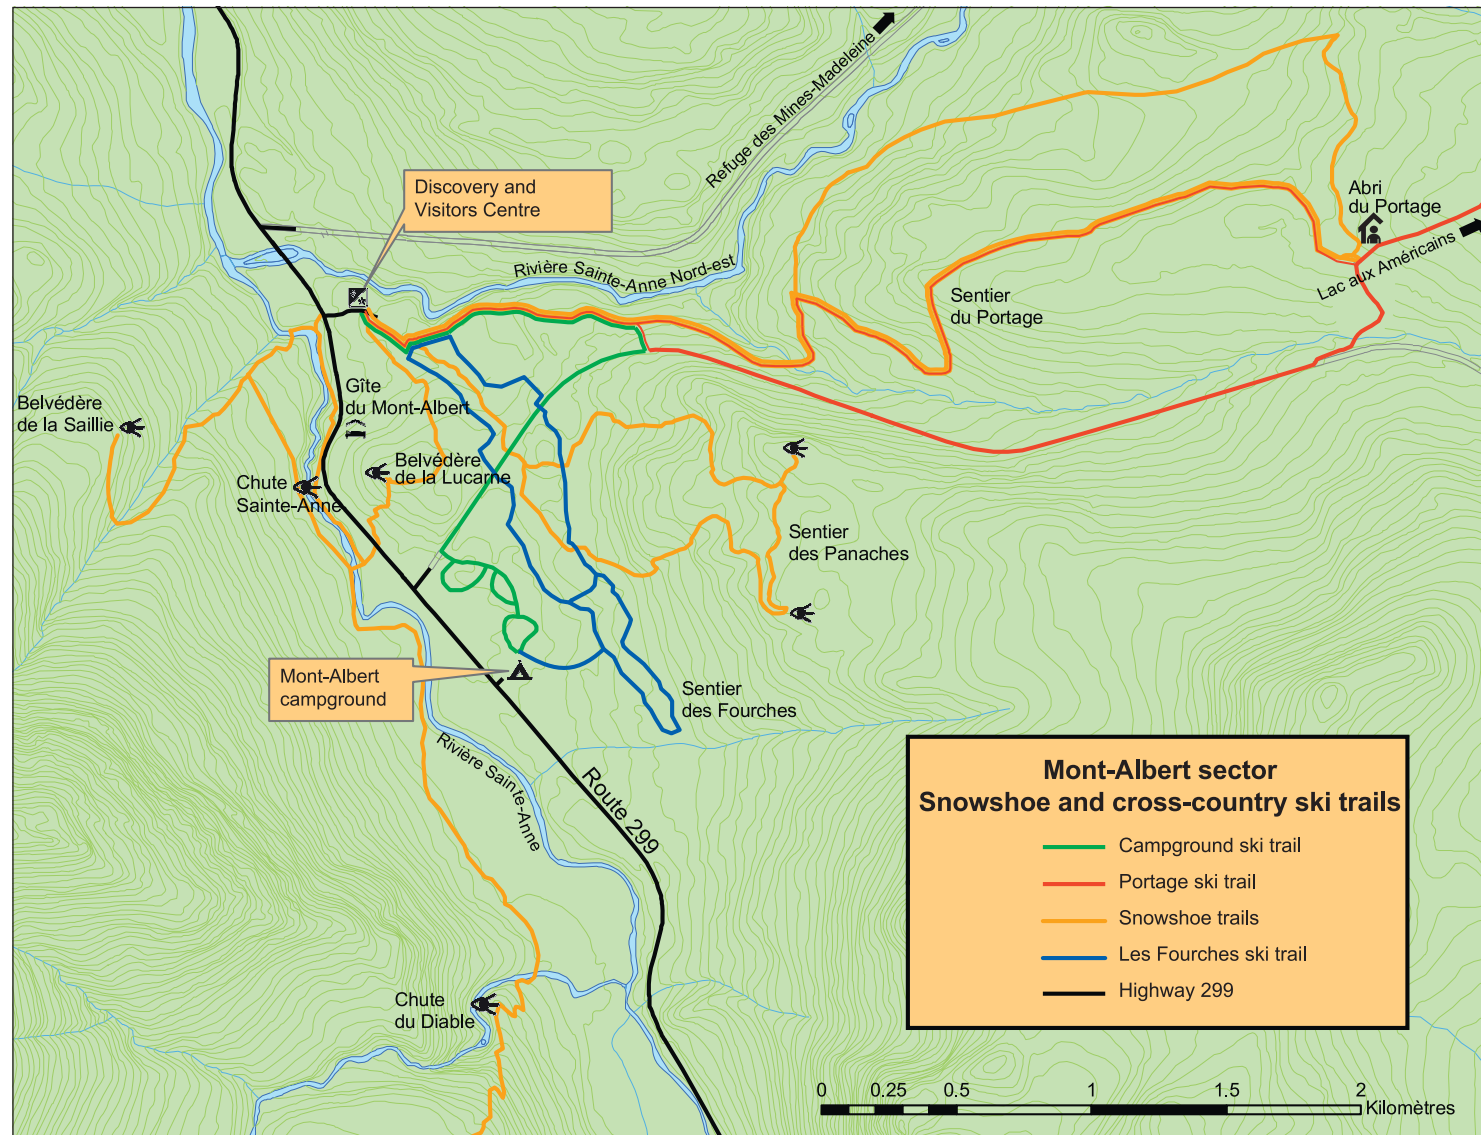 Refuge des Mines-Madeleine
Discovery and
Visitors Centre
Abri
du Portage
Lac aux Américains
Rivière Sainte-Anne Nord-est
Sentier
du Portage
Gîte
du Mont-Albert
Belvédère
de la Saillie
Belvédère
de la Lucarne
Chute
Sainte-Anne
Sentier
des Panaches
Mont-Albert
campground
Sentier
des Fourches
Rivière Sainte-Anne
Route 299
Mont-Albert sector
Snowshoe and cross-country ski trails
Campground ski trail
Portage ski trail
Snowshoe trails
Les Fourches ski trail
Highway 299
Chute
du Diable
0 0.25 0.5 1 1.5 2
Kilomètres